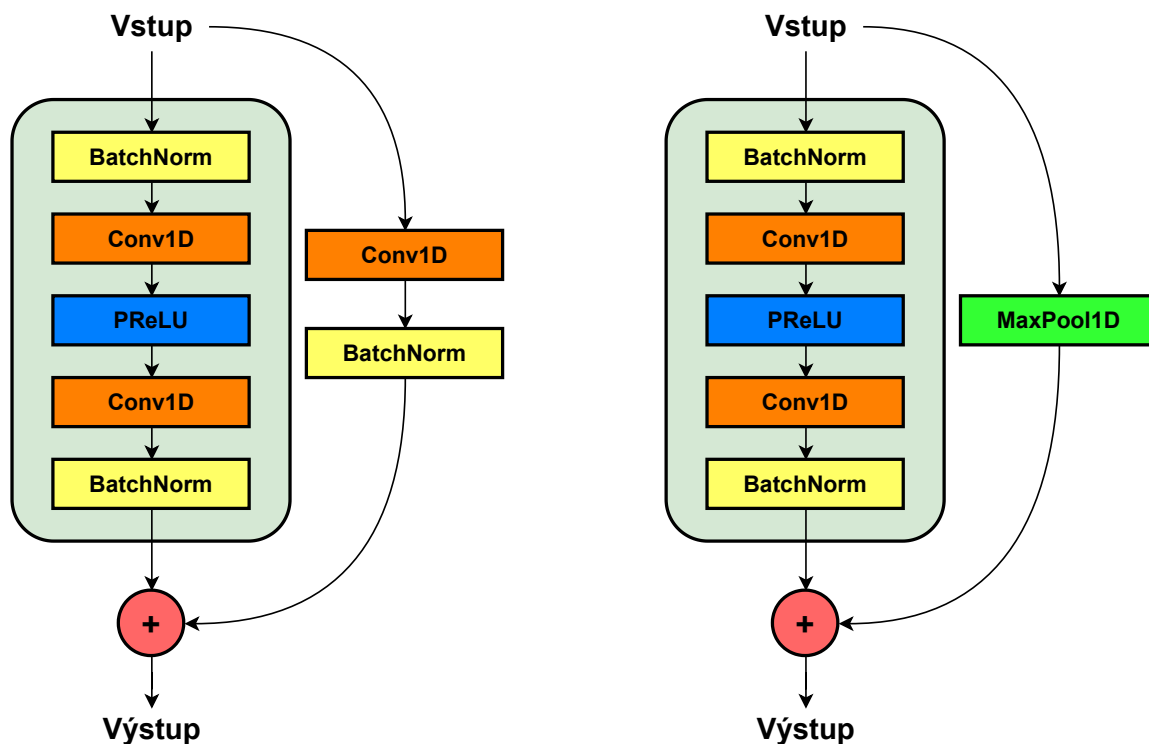 Vstup
BatchNorm
Conv1D
PReLU
Conv1D
BatchNorm
Conv1D
BatchNorm
+
Výstup
Vstup
BatchNorm
Conv1D
PReLU
Conv1D
BatchNorm
MaxPool1D
+
Výstup